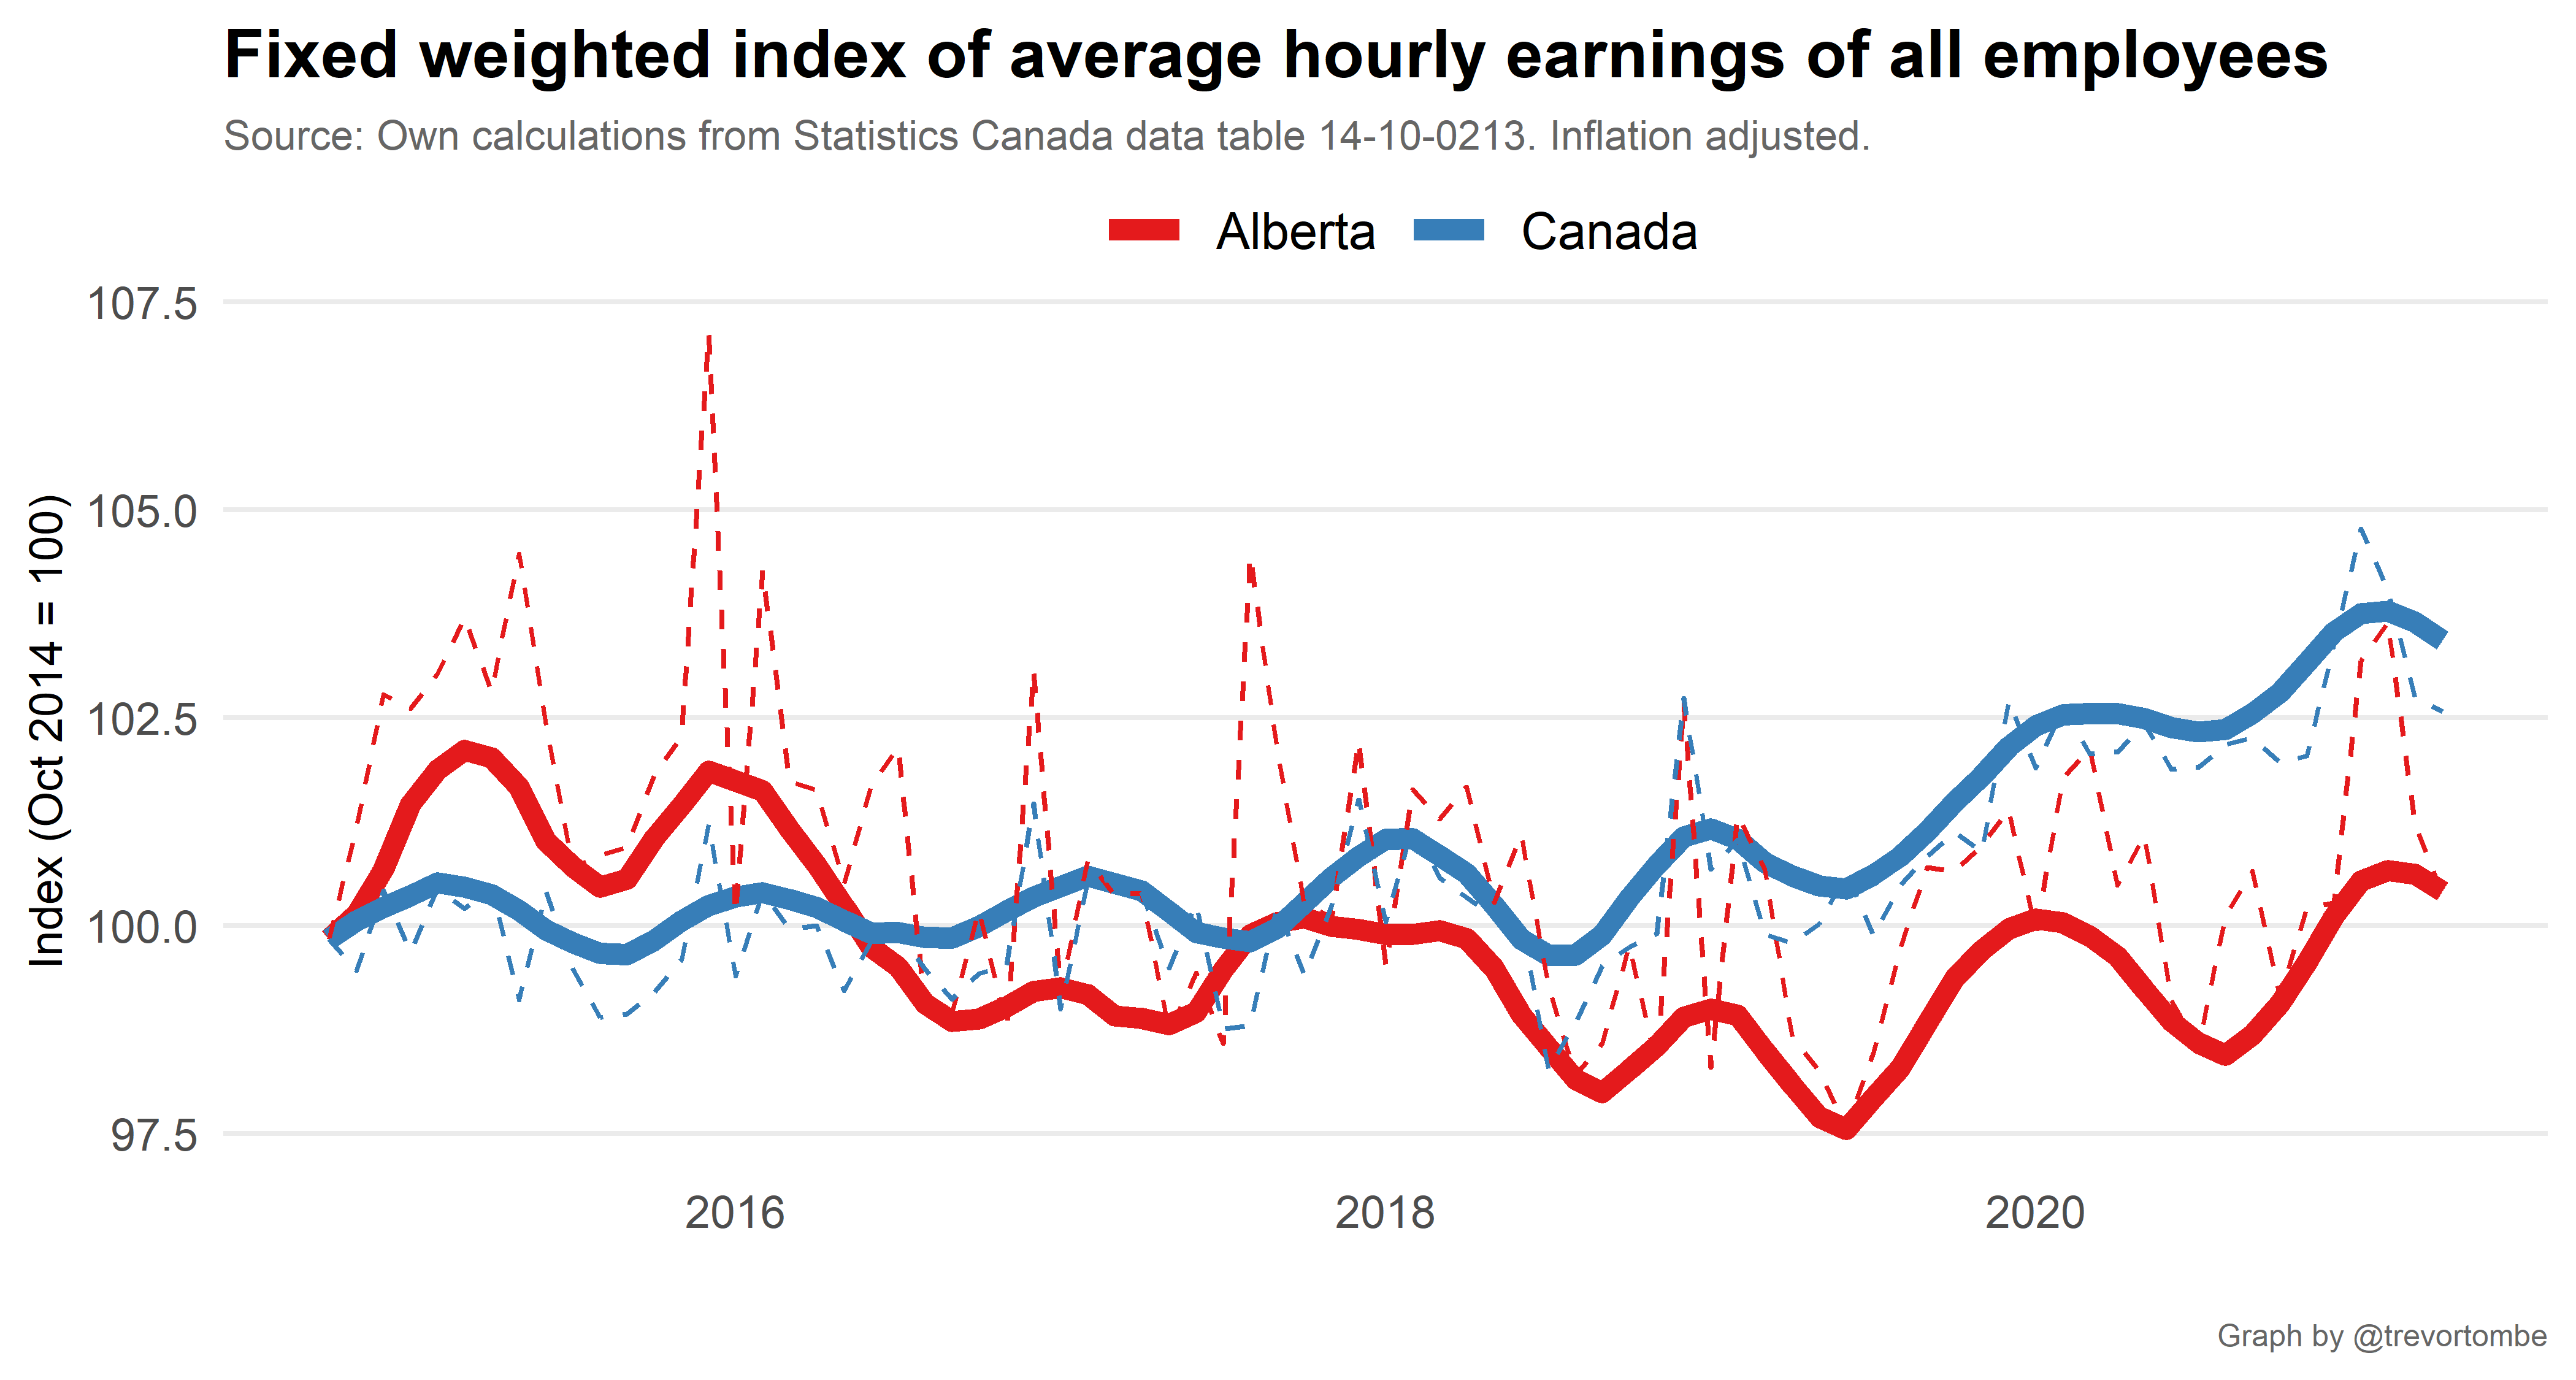 Fixed weighted index of average hourly earnings of all employees
Source: Own calculations from Statistics Canada data table 14-10-0213. Inflation adjusted.
Alberta Canada
Index (Oct 2014 = 100)
107.5
105.0
102.5
100.0
97.5
2016 2018 2020
Graph by @trevortombe